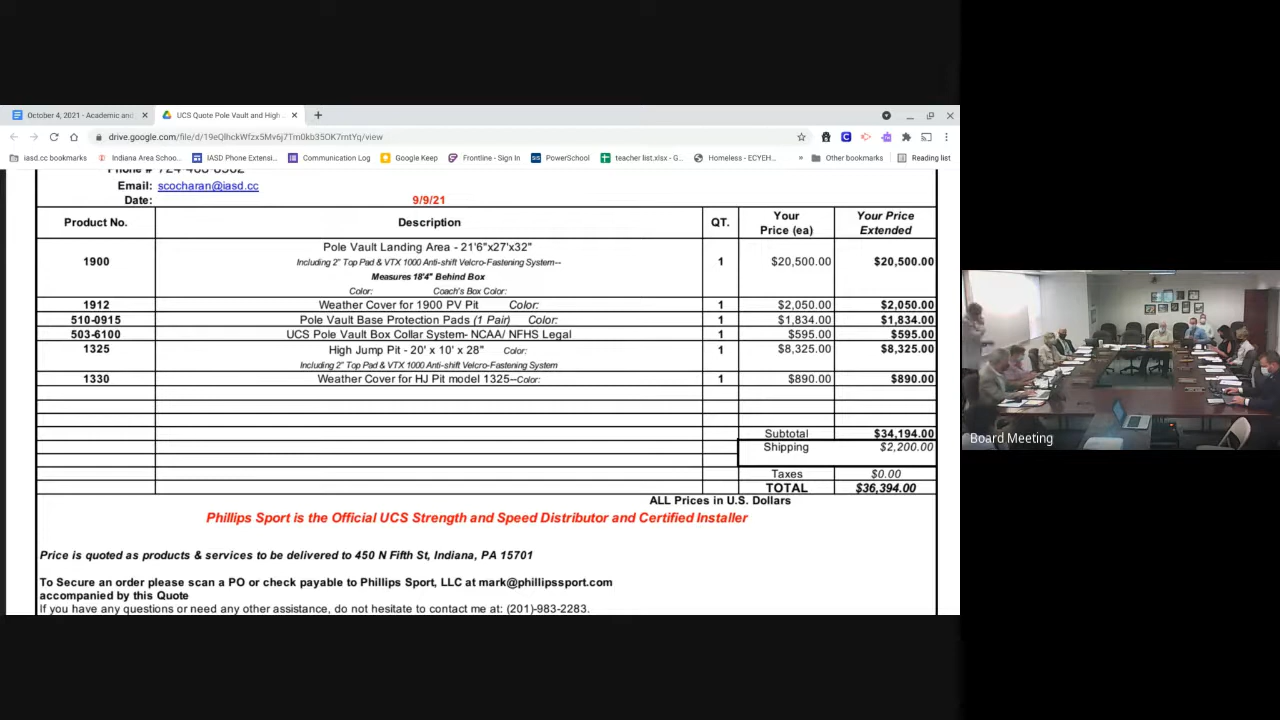 October 4, 2021 - Academic and
UCS Quote Pole Vault and High
drive.google.com/file/d/19eQlhckWfzx5Mv6j7Tm0kb35OK7mtYq/view
iasd.cc bookmarks
Indiana Area Schoo...
IASD Phone Extensi...
Communication Log
Google Keep
Frontline - Sign In
PowerSchool
teacher list.xlsx - G...
Homeless - ECYEH...
»
Other bookmarks
Reading list
Email: scocharan@iasd.cc
Date: 9/9/21
Product No. Description QT. Your Price (ea) Your Price Extended
1900 Pole Vault Landing Area - 21'6"x27'x32" 1 $20,500.00 $20,500.00
Including 2" Top Pad & VTX 1000 Anti-shift Velcro-Fastening System--
Measures 18'4" Behind Box
Color: Coach's Box Color:
1912 Weather Cover for 1900 PV Pit Color: 1 $2,050.00 $2,050.00
510-0915 Pole Vault Base Protection Pads (1 Pair) Color: 1 $1,834.00 $1,834.00
503-6100 UCS Pole Vault Box Collar System- NCAA/ NFHS Legal 1 $595.00 $595.00
1325 High Jump Pit - 20' x 10' x 28" Color: 1 $8,325.00 $8,325.00
Including 2" Top Pad & VTX 1000 Anti-shift Velcro-Fastening System
1330 Weather Cover for HJ Pit model 1325--Color: 1 $890.00 $890.00
Subtotal $34,194.00
Shipping $2,200.00
Taxes $0.00
TOTAL $36,394.00
ALL Prices in U.S. Dollars
Phillips Sport is the Official UCS Strength and Speed Distributor and Certified Installer
Price is quoted as products & services to be delivered to 450 N Fifth St, Indiana, PA 15701
To Secure an order please scan a PO or check payable to Phillips Sport, LLC at mark@phillipssport.com
accompanied by this Quote
If you have any questions or need any other assistance, do not hesitate to contact me at: (201)-983-2283.
Board Meeting